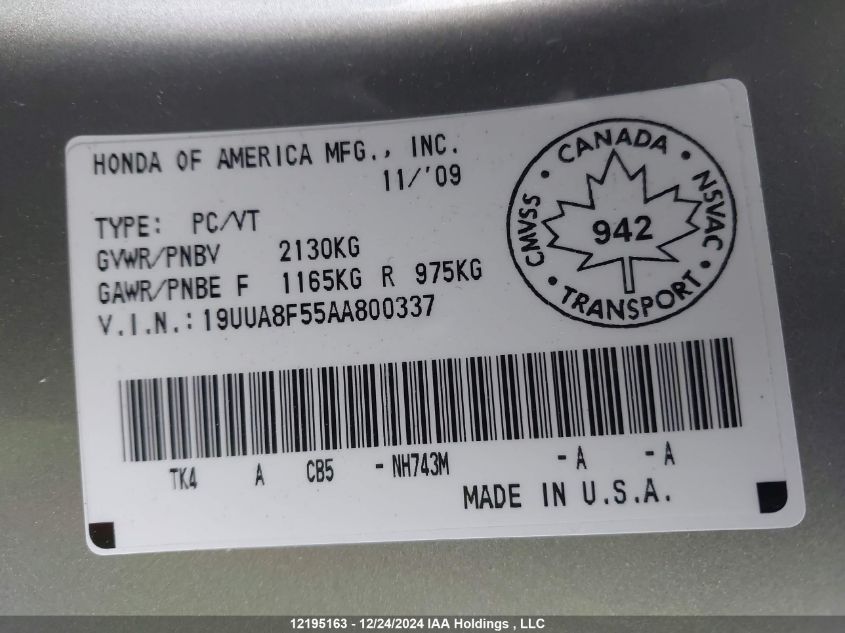 HONDA OF AMERICA MFG., INC.
11/'09
TYPE: PC/VT
GVWR/PNBV 2130KG
GAWR/PNBE F 1165KG R 975KG
V.I.N.: 19UUA8F55AA800337
CANADA
CMVSS
942
NSVAC
TRANSPORT
TK4 A CB5 - NH743M - A - A
MADE IN U.S.A.
12195163 - 12/24/2024 IAA Holdings , LLC